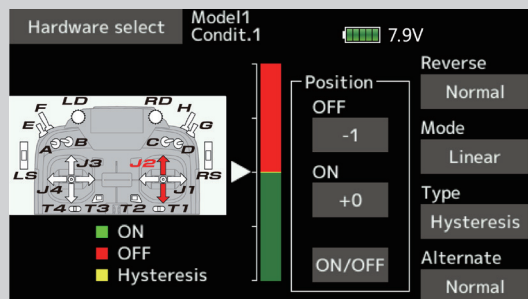 Hardware select
Model1
Condit.1
7.9V
LD RD
F H
E G
A B C D
J3 J2
LS RS
J4 J1
T4 T3 T2 T1
ON
OFF
Hysteresis
Position
OFF
-1
ON
+0
ON/OFF
Reverse
Normal
Mode
Linear
Type
Hysteresis
Alternate
Normal